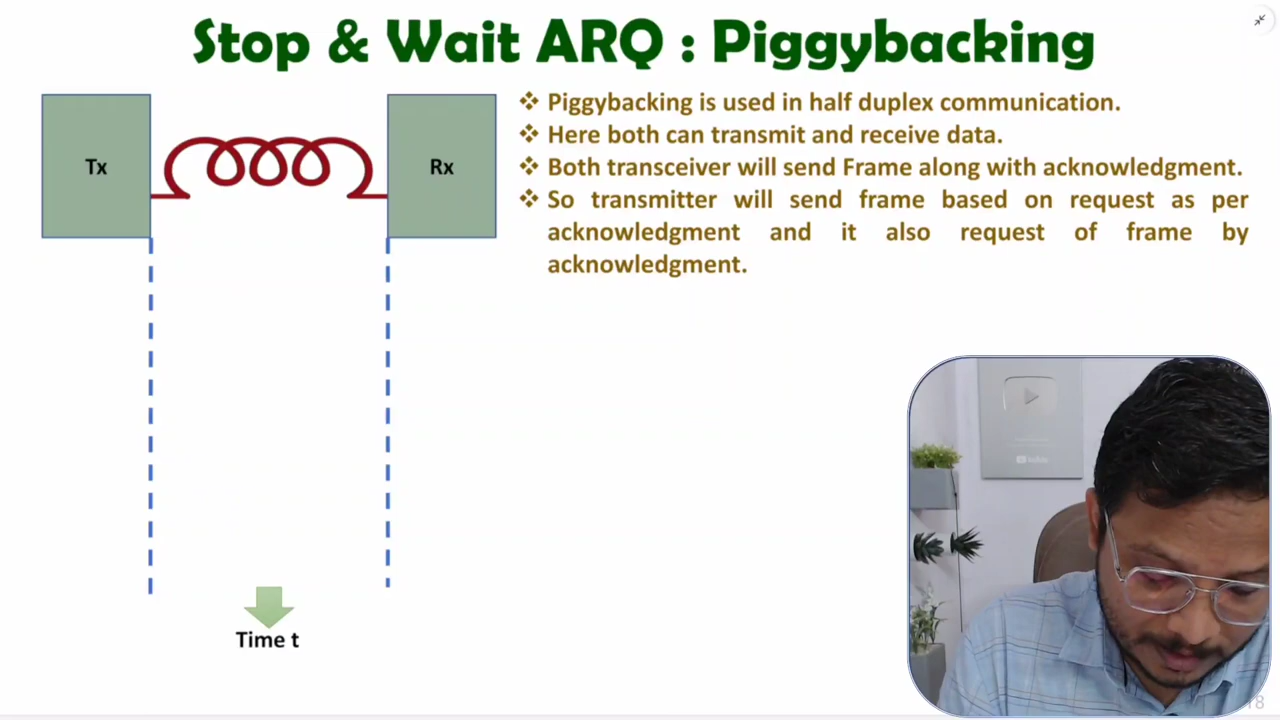 Stop & Wait ARQ : Piggybacking
Tx
Rx
❖ Piggybacking is used in half duplex communication.
❖ Here both can transmit and receive data.
❖ Both transceiver will send Frame along with acknowledgment.
❖ So transmitter will send frame based on request as per
acknowledgment and it also request of frame by
acknowledgment.
Time t